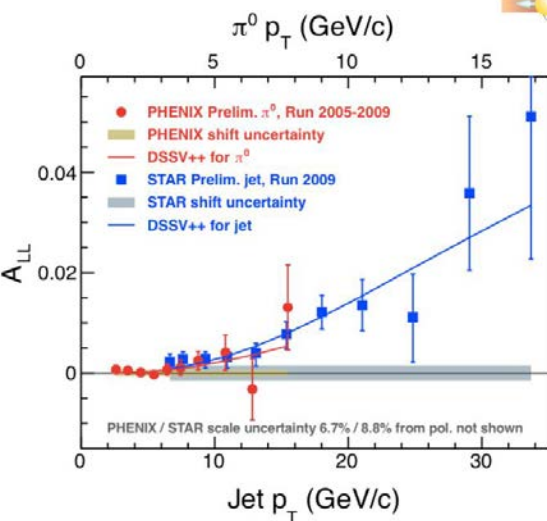 π⁰ p_T (GeV/c)
0 5 10 15
PHENIX Prelim. π⁰, Run 2005-2009
PHENIX shift uncertainty
DSSV++ for π⁰
STAR Prelim. jet, Run 2009
STAR shift uncertainty
DSSV++ for jet
0.04
0.02
0
A_LL
PHENIX / STAR scale uncertainty 6.7% / 8.8% from pol. not shown
0 10 20 30
Jet p_T (GeV/c)